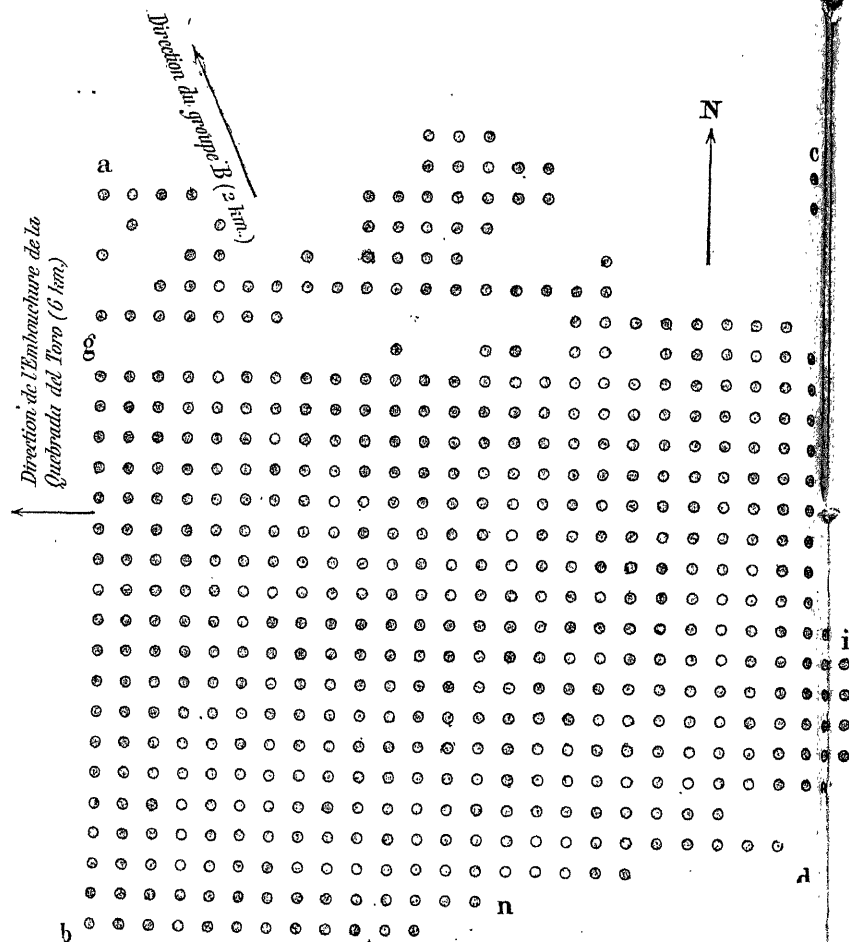 Direction du groupe B (2 km.)
N
c
a
Direction de l'Embouchure de la
Quebrada del Toro (6 km.)
g
i
d
n
b